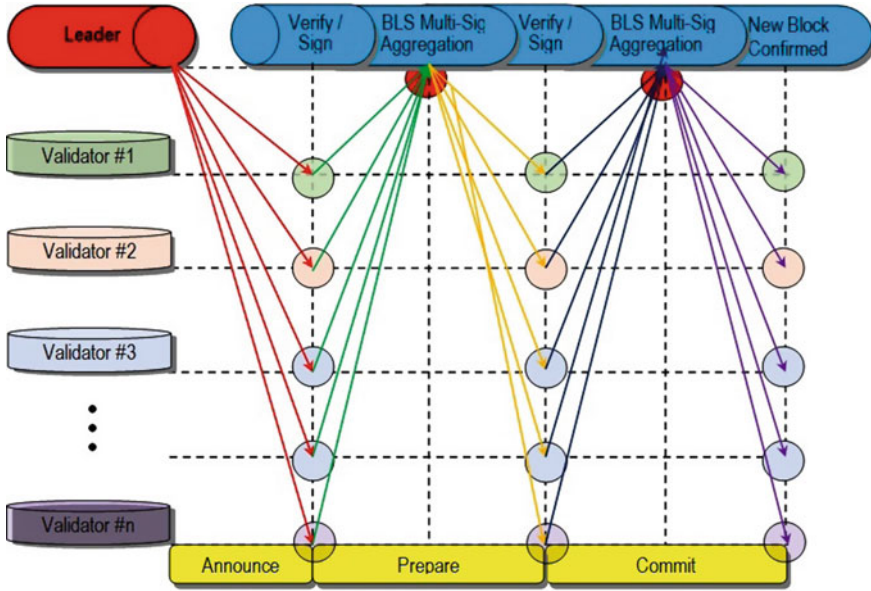 Leader
Verify /
Sign
BLS Multi-Sig
Aggregation
Verify /
Sign
BLS Multi-Sig
Aggregation
New Block
Confirmed
Validator #1
Validator #2
Validator #3
Validator #n
Announce
Prepare
Commit